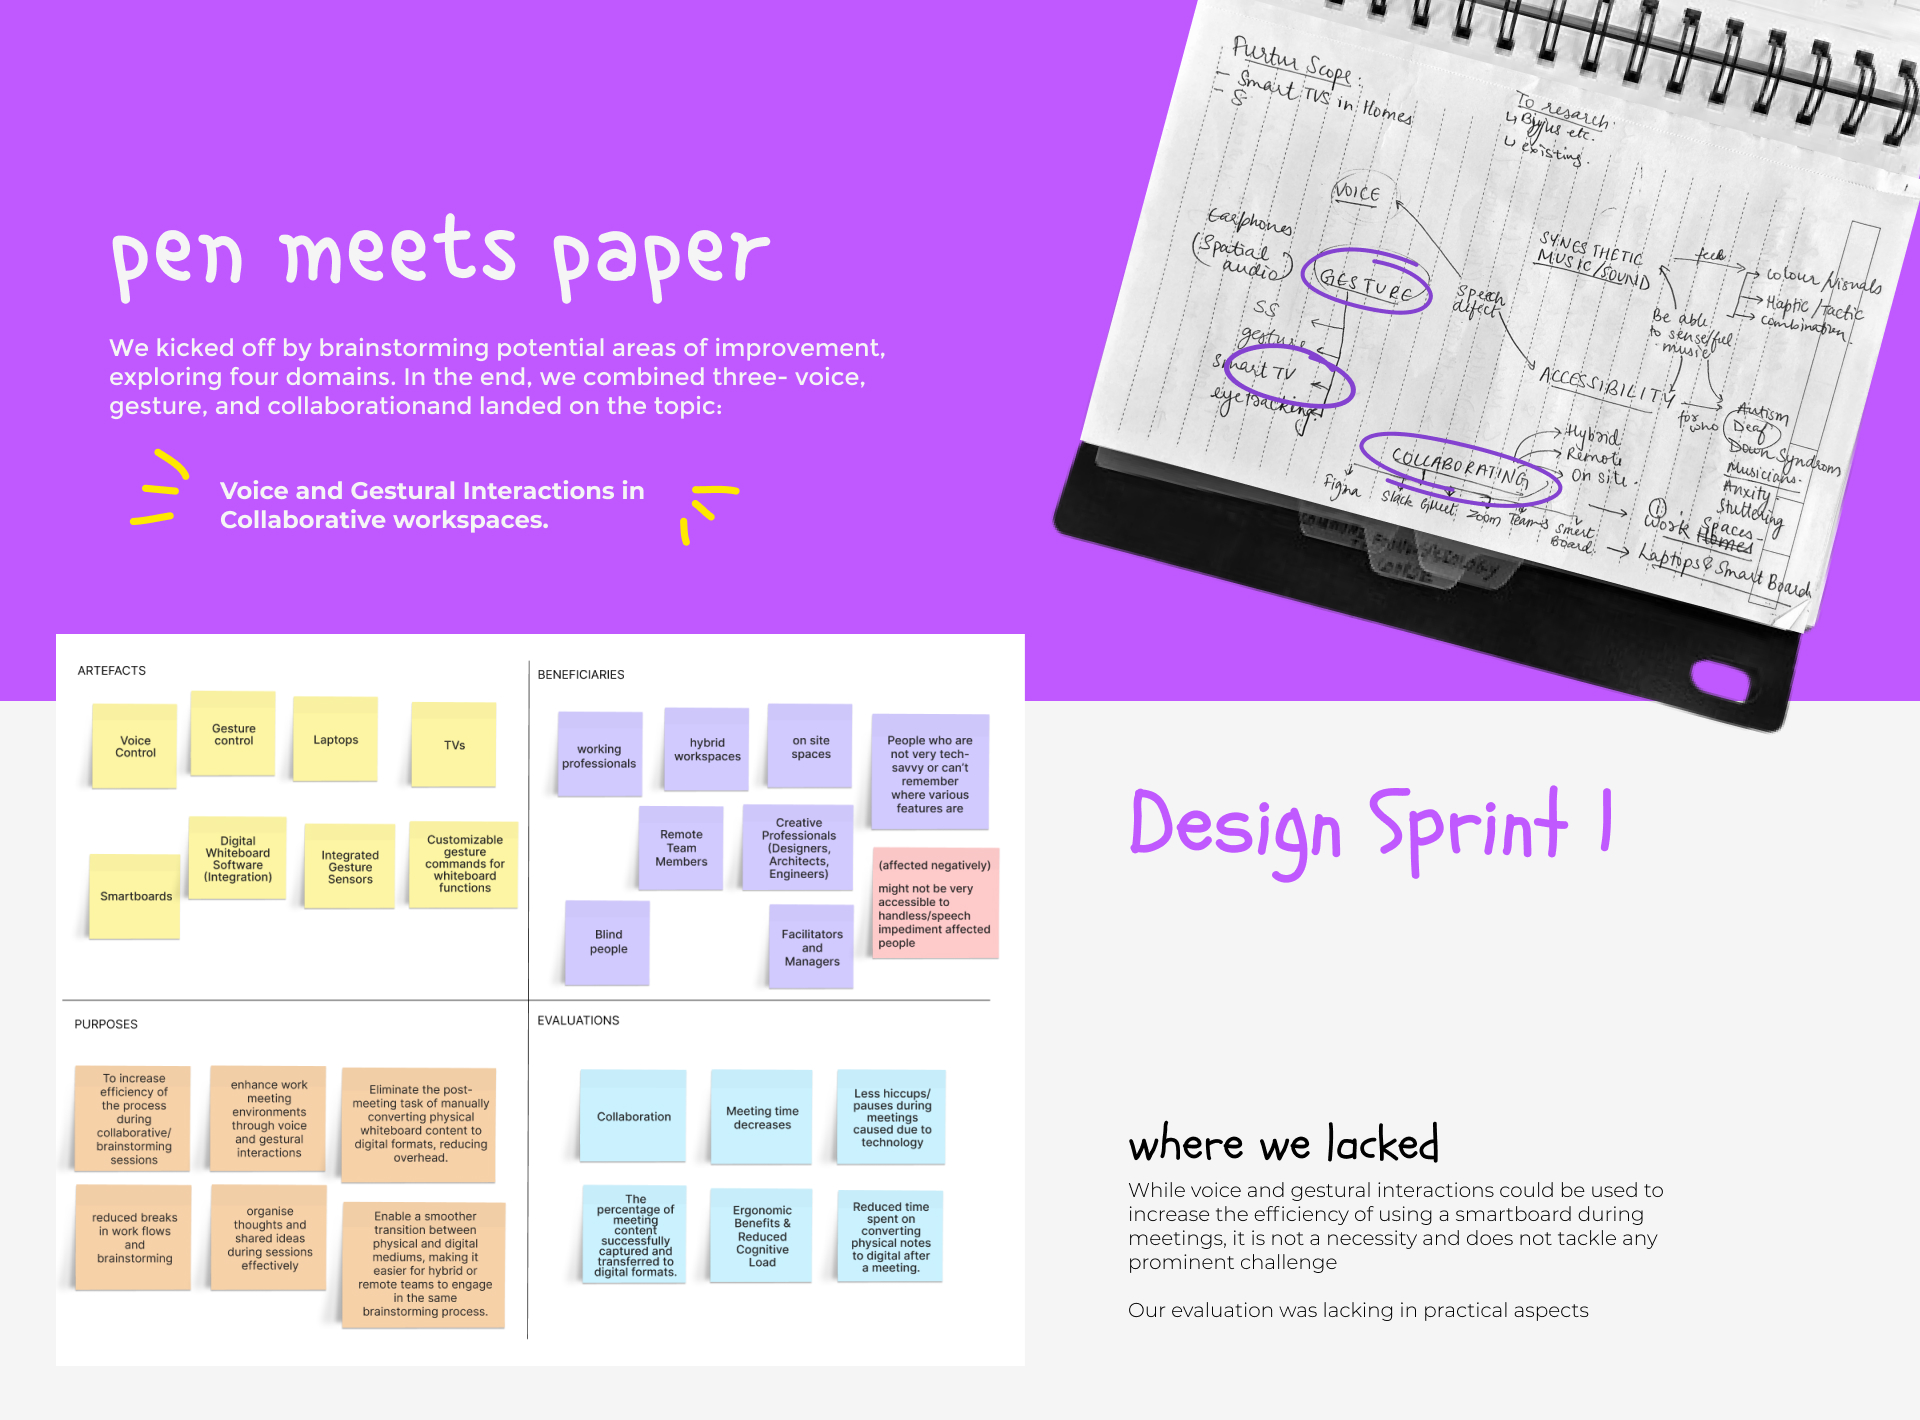 pen meets paper
We kicked off by brainstorming potential areas of improvement,
exploring four domains. In the end, we combined three- voice,
gesture, and collaborationand landed on the topic:
Voice and Gestural Interactions in
Collaborative workspaces.
Furtur Scope:
- Smart TVS in Homes
- S
To resarch:
↳ Byjus etc.
↳ existing.
VOICE
Earphones
(Spatial
audio)
GESTURE
SS
gesture
Smart TV
eyetracking
Speech
difect
SYNESTHETIC
MUSIC/SOUND
feel
colour/Visuals
Haptic/Tactic
combination.
Be able
to sense/ful
music
ACCESSIBILITY
for
who
Autism
Deaf
Down Syndrom
Musicians.
Anxity
Stuttering
COLLABORATING
Hybrid
Remote
On site.
Figma
Slack
GMeet
Zoom
Teams
Smert
Board
①
Work Homes
Spaces
Laptops & Smart Board
ARTEFACTS
Voice
Control
Gesture
control
Laptops
TVs
Smartboards
Digital
Whiteboard
Software
(Integration)
Integrated
Gesture
Sensors
Customizable
gesture
commands for
whiteboard
functions
BENEFICIARIES
working
professionals
hybrid
workspaces
on site
spaces
People who are
not very tech-
savvy or can't
remember
where various
features are
Remote
Team
Members
Creative
Professionals
(Designers,
Architects,
Engineers)
(affected negatively)
might not be very
accessible to
handless/speech
impediment affected
people
Blind
people
Facilitators
and
Managers
PURPOSES
To increase
efficiency of
the process
during
collaborative/
brainstorming
sessions
enhance work
meeting
environments
through voice
and gestural
interactions
Eliminate the post-
meeting task of manually
converting physical
whiteboard content to
digital formats, reducing
overhead.
reduced breaks
in work flows
and
brainstorming
organise
thoughts and
shared ideas
during sessions
effectively
Enable a smoother
transition between
physical and digital
mediums, making it
easier for hybrid or
remote teams to engage
in the same
brainstorming process.
EVALUATIONS
Collaboration
Meeting time
decreases
Less hiccups/
pauses during
meetings
caused due to
technology
The
percentage of
meeting
content
successfully
captured and
transferred to
digital formats.
Ergonomic
Benefits &
Reduced
Cognitive
Load
Reduced time
spent on
converting
physical notes
to digital after
a meeting.
Design Sprint 1
where we lacked
While voice and gestural interactions could be used to
increase the efficiency of using a smartboard during
meetings, it is not a necessity and does not tackle any
prominent challenge
Our evaluation was lacking in practical aspects